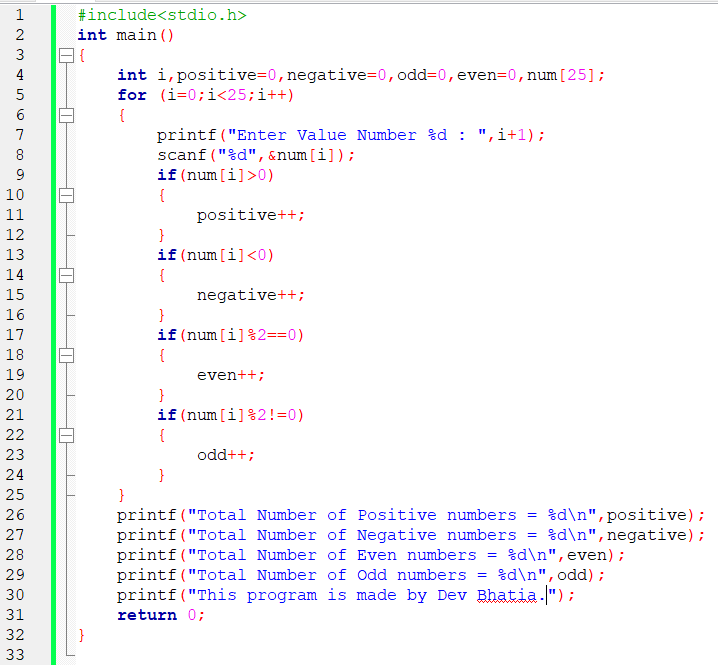 1 #include<stdio.h>
2 int main()
3 {
4     int i,positive=0,negative=0,odd=0,even=0,num[25];
5     for (i=0;i<25;i++)
6     {
7         printf("Enter Value Number %d : ",i+1);
8         scanf("%d",&num[i]);
9         if(num[i]>0)
10         {
11             positive++;
12         }
13         if(num[i]<0)
14         {
15             negative++;
16         }
17         if(num[i]%2==0)
18         {
19             even++;
20         }
21         if(num[i]%2!=0)
22         {
23             odd++;
24         }
25     }
26     printf("Total Number of Positive numbers = %d\n",positive);
27     printf("Total Number of Negative numbers = %d\n",negative);
28     printf("Total Number of Even numbers = %d\n",even);
29     printf("Total Number of Odd numbers = %d\n",odd);
30     printf("This program is made by Dev Bhatia.");
31     return 0;
32 }
33